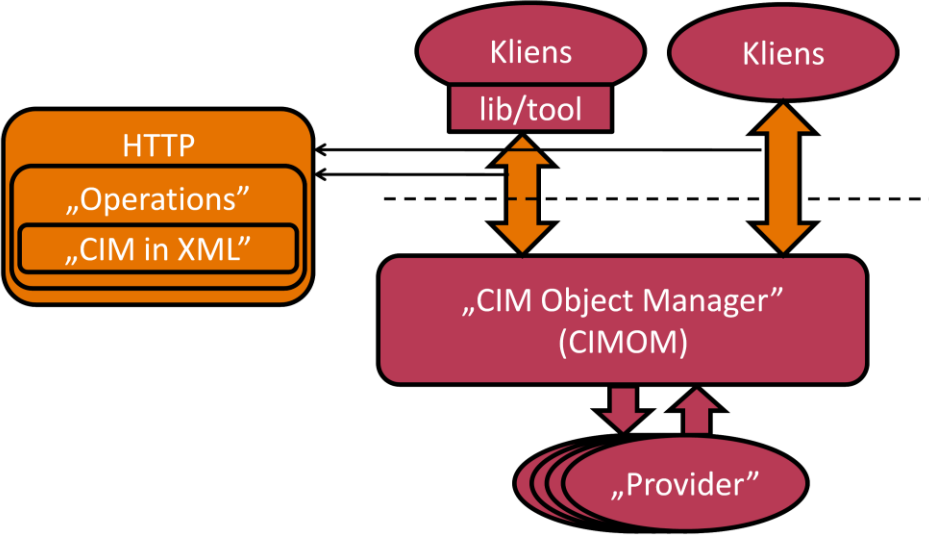 Kliens
Kliens
lib/tool
HTTP
„Operations”
„CIM in XML”
„CIM Object Manager”
(CIMOM)
„Provider”